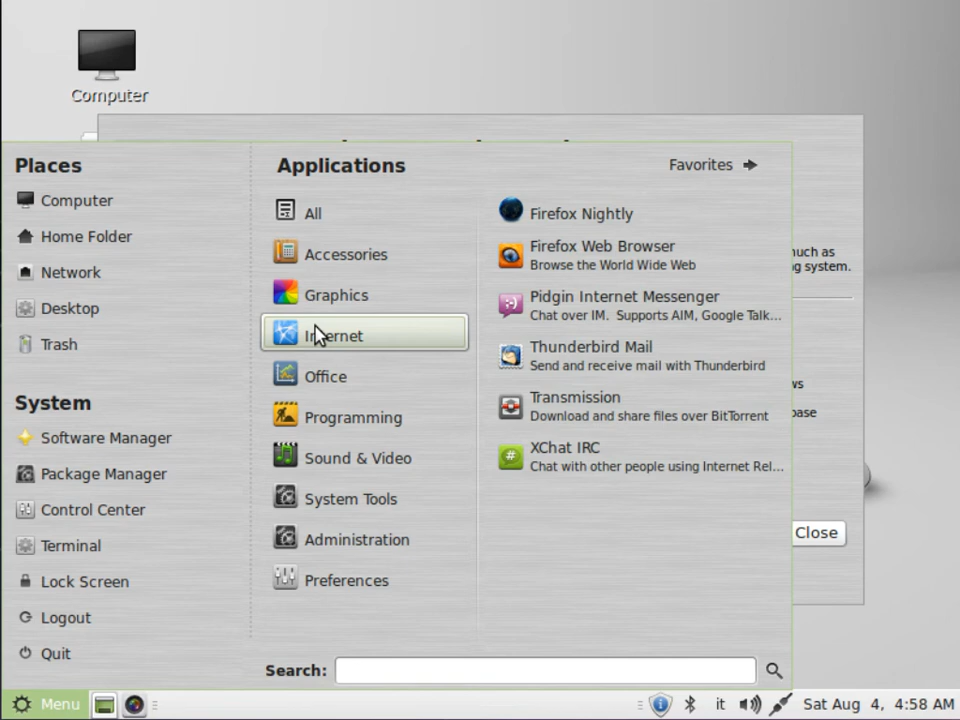 Computer
Places
Computer
Home Folder
Network
Desktop
Trash
System
Software Manager
Package Manager
Control Center
Terminal
Lock Screen
Logout
Quit
Applications
Favorites
All
Accessories
Graphics
Internet
Office
Programming
Sound & Video
System Tools
Administration
Preferences
Firefox Nightly
Firefox Web Browser
Browse the World Wide Web
Pidgin Internet Messenger
Chat over IM. Supports AIM, Google Talk...
Thunderbird Mail
Send and receive mail with Thunderbird
Transmission
Download and share files over BitTorrent
XChat IRC
Chat with other people using Internet Rel...
as
system.
Close
Search:
Menu
it
Sat Aug 4, 4:58 AM